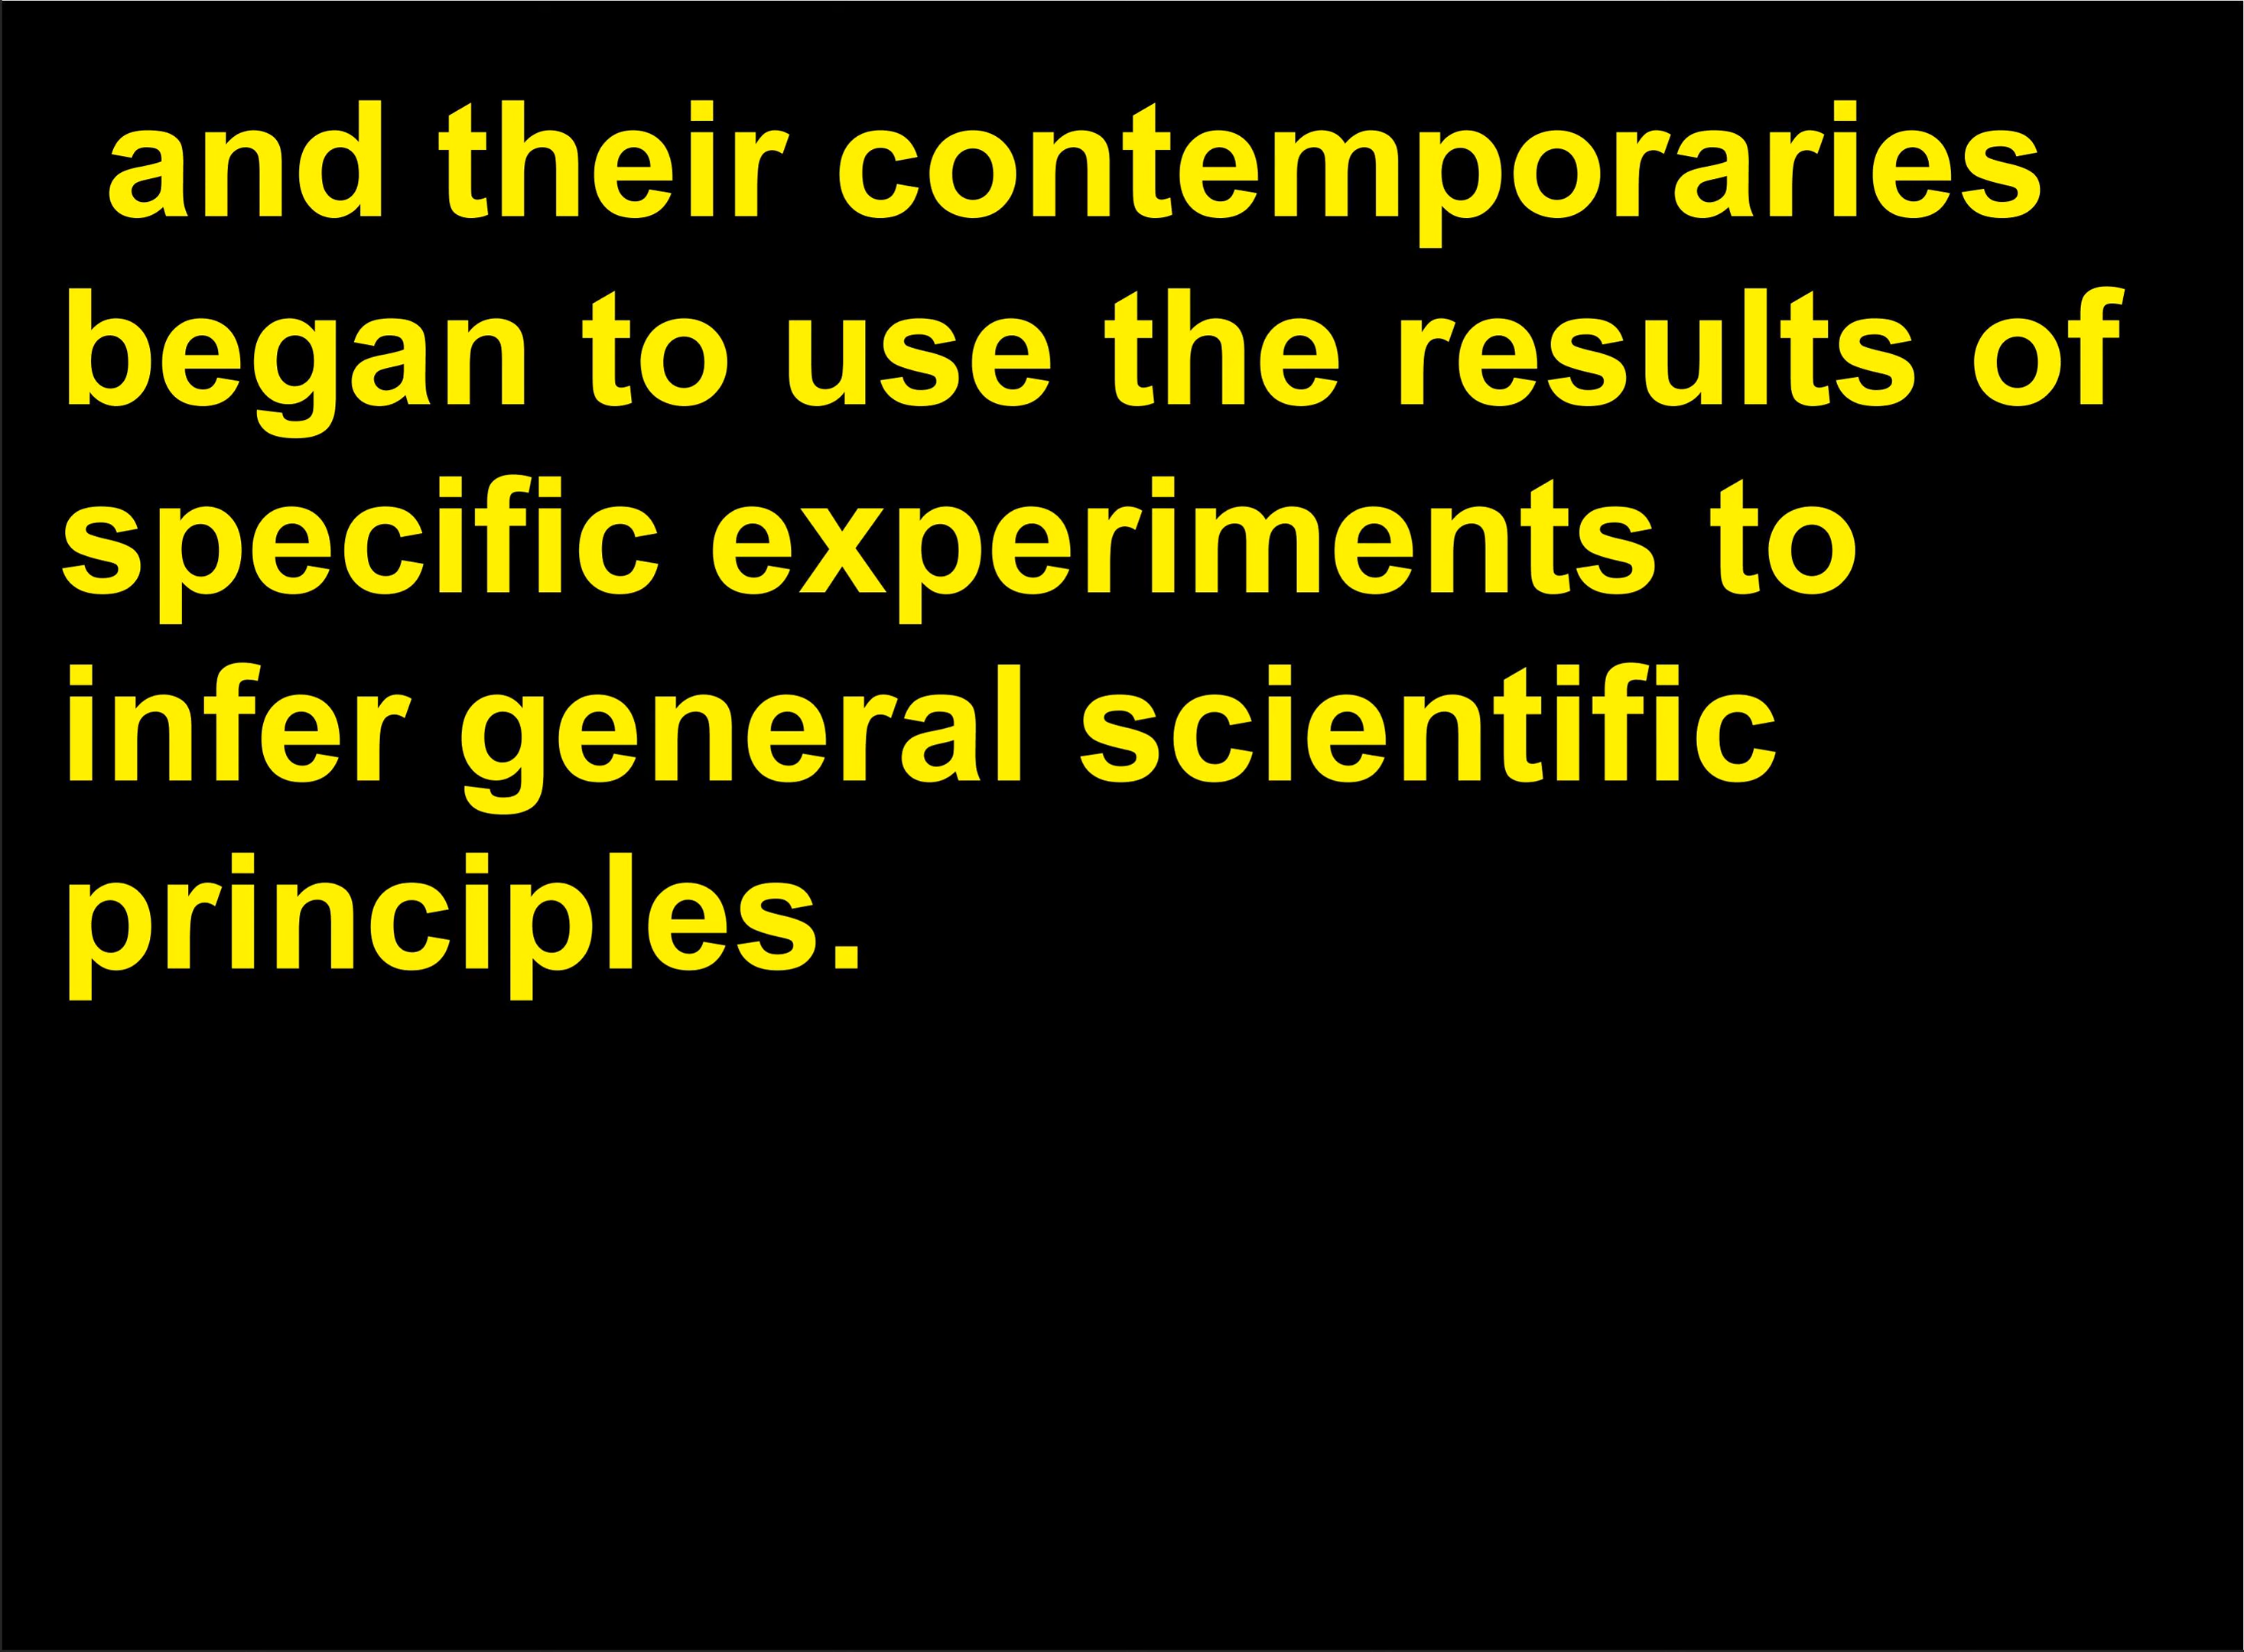 and their contemporaries
began to use the results of
specific experiments to
infer general scientific
principles.